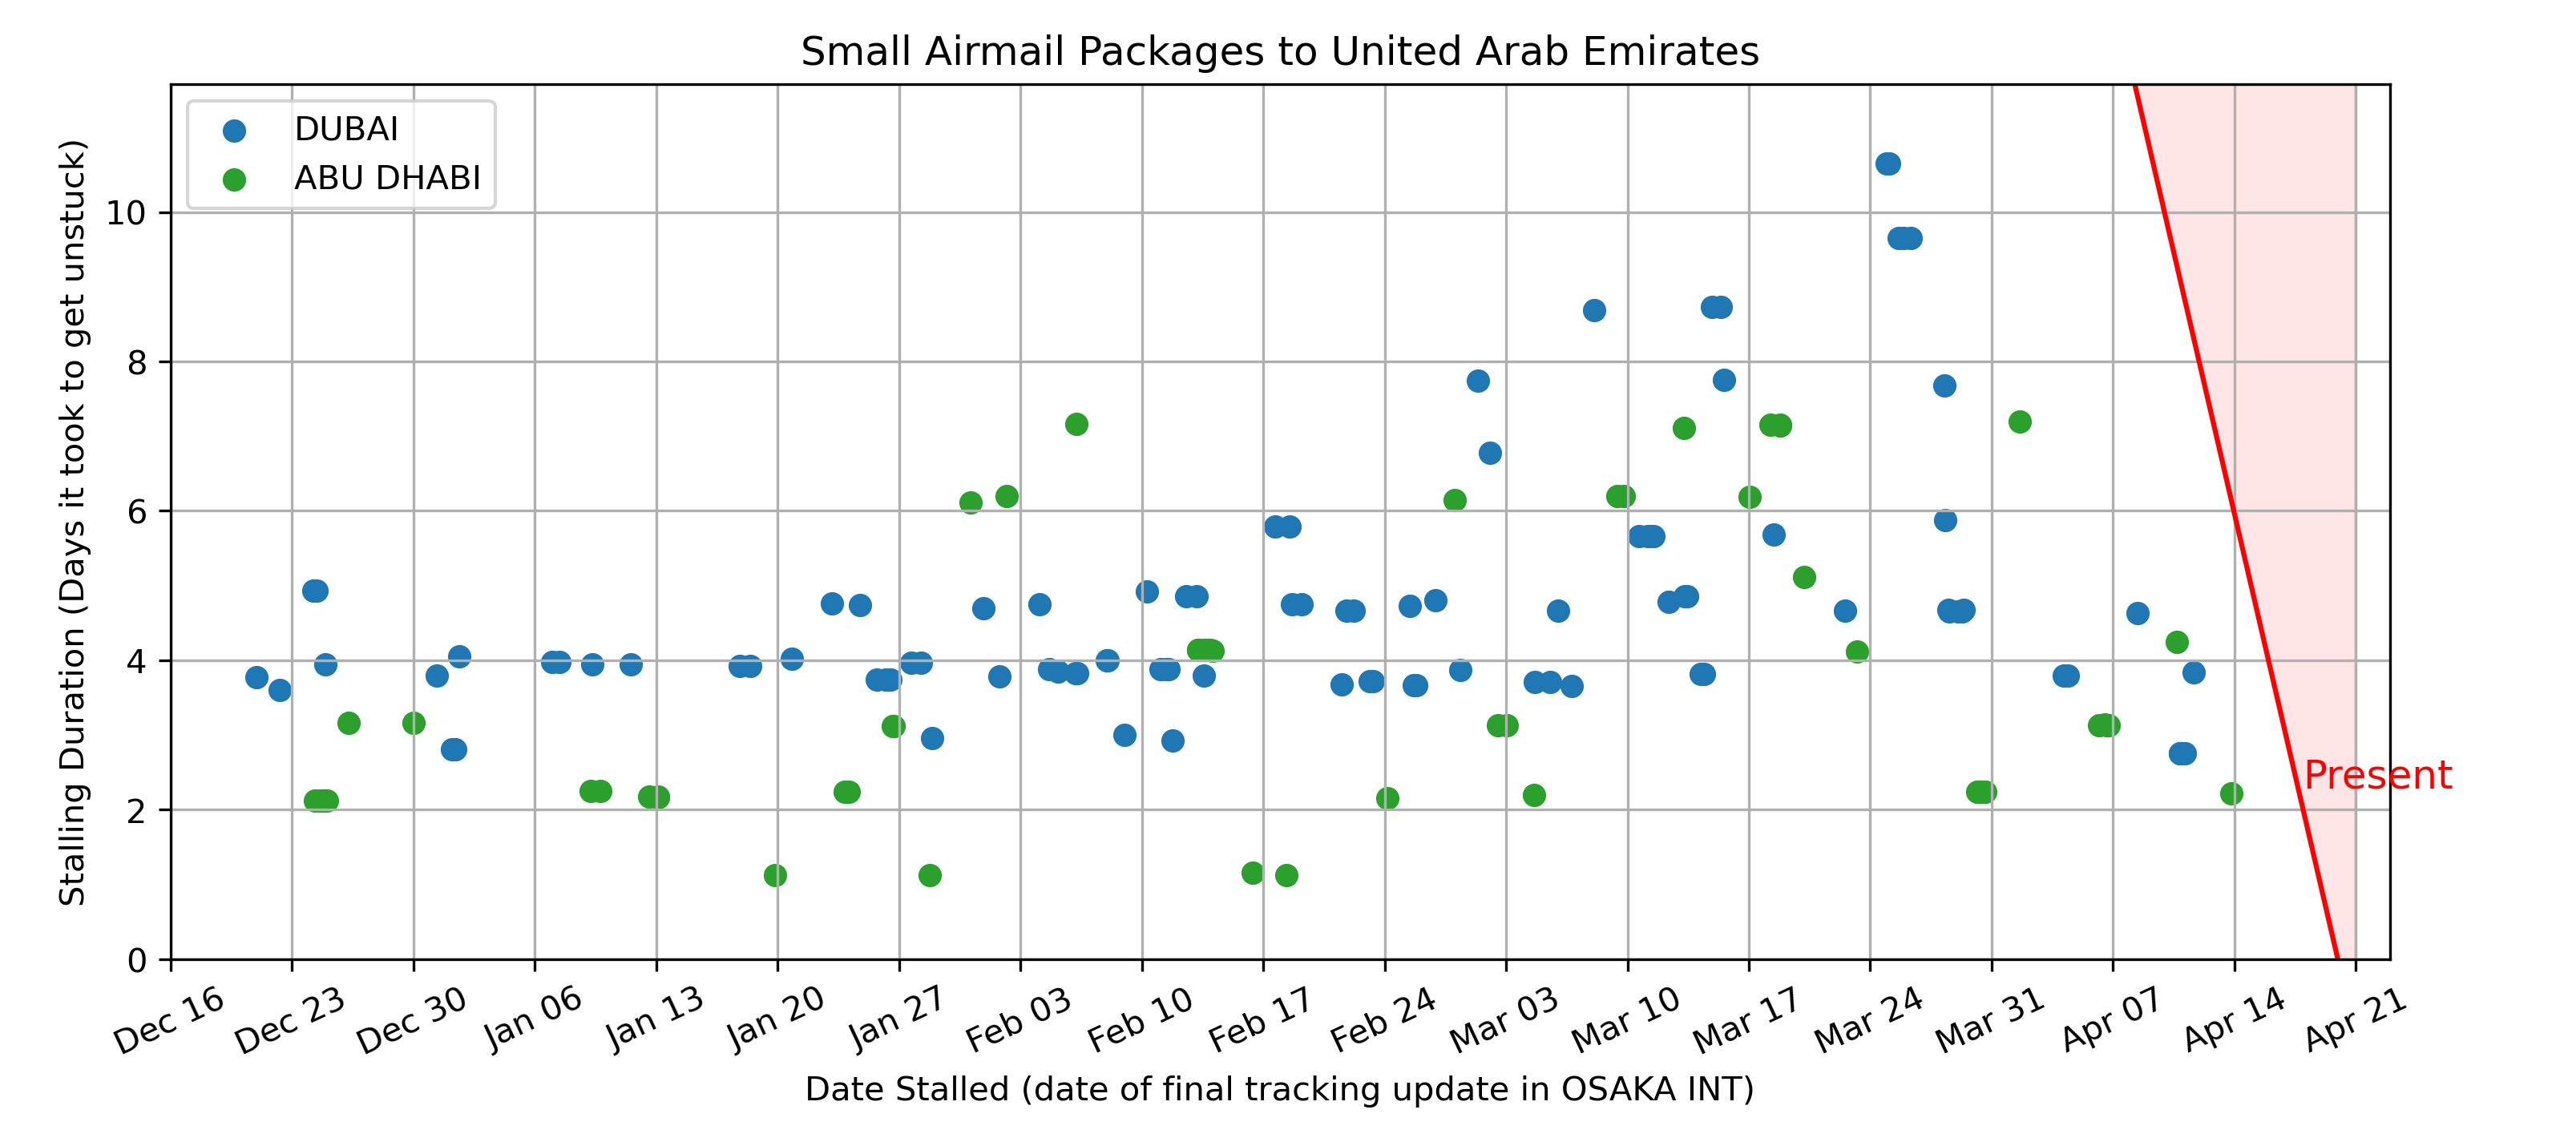 Small Airmail Packages to United Arab Emirates
DUBAI
ABU DHABI
Stalling Duration (Days it took to get unstuck)
10
8
6
4
2
0
Present
Dec 16
Dec 23
Dec 30
Jan 06
Jan 13
Jan 20
Jan 27
Feb 03
Feb 10
Feb 17
Feb 24
Mar 03
Mar 10
Mar 17
Mar 24
Mar 31
Apr 07
Apr 14
Apr 21
Date Stalled (date of final tracking update in OSAKA INT)